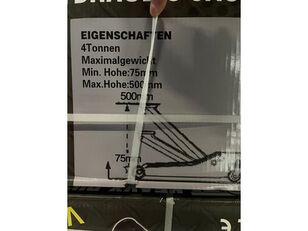 EIGENSCHAFTEN
4Tonnen
Maximalgewicht
Min. Hohe:75mm
Max.Hohe:500mm
500mm
75mm